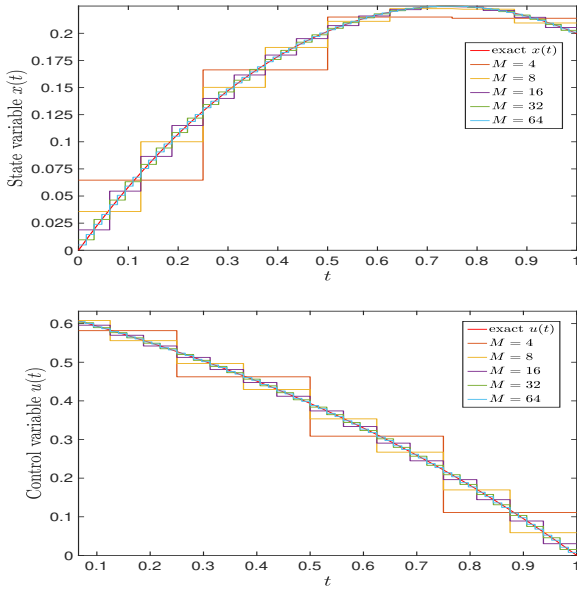 State variable x(t)
0.2
0.175
0.15
0.125
0.1
0.075
0.05
0.025
0
exact x(t)
M = 4
M = 8
M = 16
M = 32
M = 64
0 0.1 0.2 0.3 0.4 0.5 0.6 0.7 0.8 0.9 1
t
Control variable u(t)
0.6
0.5
0.4
0.3
0.2
0.1
0
exact u(t)
M = 4
M = 8
M = 16
M = 32
M = 64
0.1 0.2 0.3 0.4 0.5 0.6 0.7 0.8 0.9 1
t